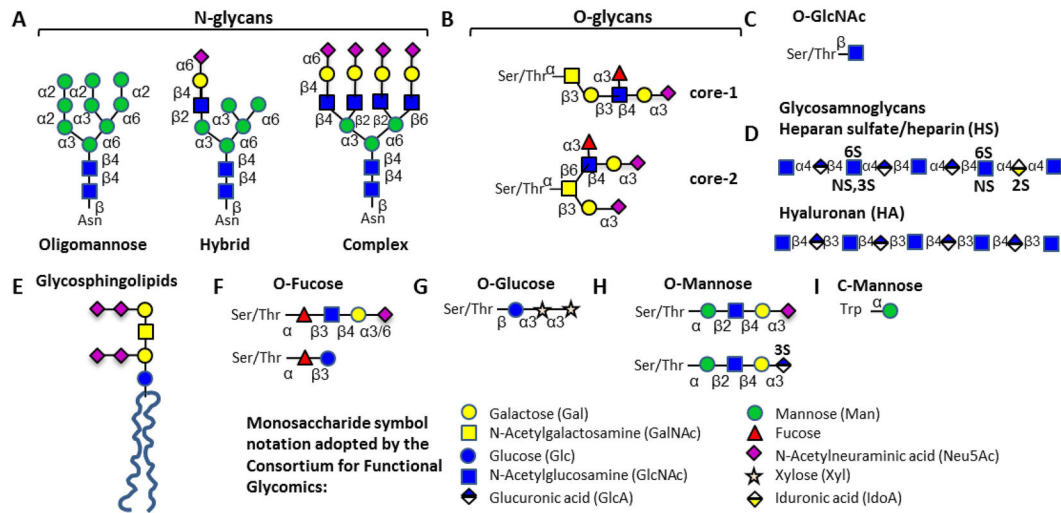 A
N-glycans
α6
β4
β2
α2 α2 α2
α2 α3 α6
α3 α6
β4
β4
β
Asn
Oligomannose
α3 α6
α3 α6
β4
β4
β
Asn
Hybrid
α6 α6 α6 α6
β4
β4 β2 β2 β6
α3 α6
β4
β4
β
Asn
Complex
B
O-glycans
Ser/Thr α
α3
β3 β3 β4 α3
core-1
α3
β6
β4 α3
Ser/Thr α
β3 α3
core-2
C
O-GlcNAc
Ser/Thr β
Glycosamnoglycans
D Heparan sulfate/heparin (HS)
6S 6S
α4 β4 α4 β4 α4 β4 α4 α4
NS,3S NS 2S
Hyaluronan (HA)
β4 β3 β4 β3 β4 β3 β4 β3
E Glycosphingolipids
F O-Fucose
Ser/Thr
α β3 β4 α3/6
Ser/Thr
α β3
G O-Glucose
Ser/Thr
β α3 α3
H O-Mannose
Ser/Thr
α β2 β4 α3
3S
Ser/Thr
α β2 β4 α3
I C-Mannose
Trp α
Monosaccharide symbol
notation adopted by the
Consortium for Functional
Glycomics:
Galactose (Gal)
N-Acetylgalactosamine (GalNAc)
Glucose (Glc)
N-Acetylglucosamine (GlcNAc)
Glucuronic acid (GlcA)
Mannose (Man)
Fucose
N-Acetylneuraminic acid (Neu5Ac)
Xylose (Xyl)
Iduronic acid (IdoA)